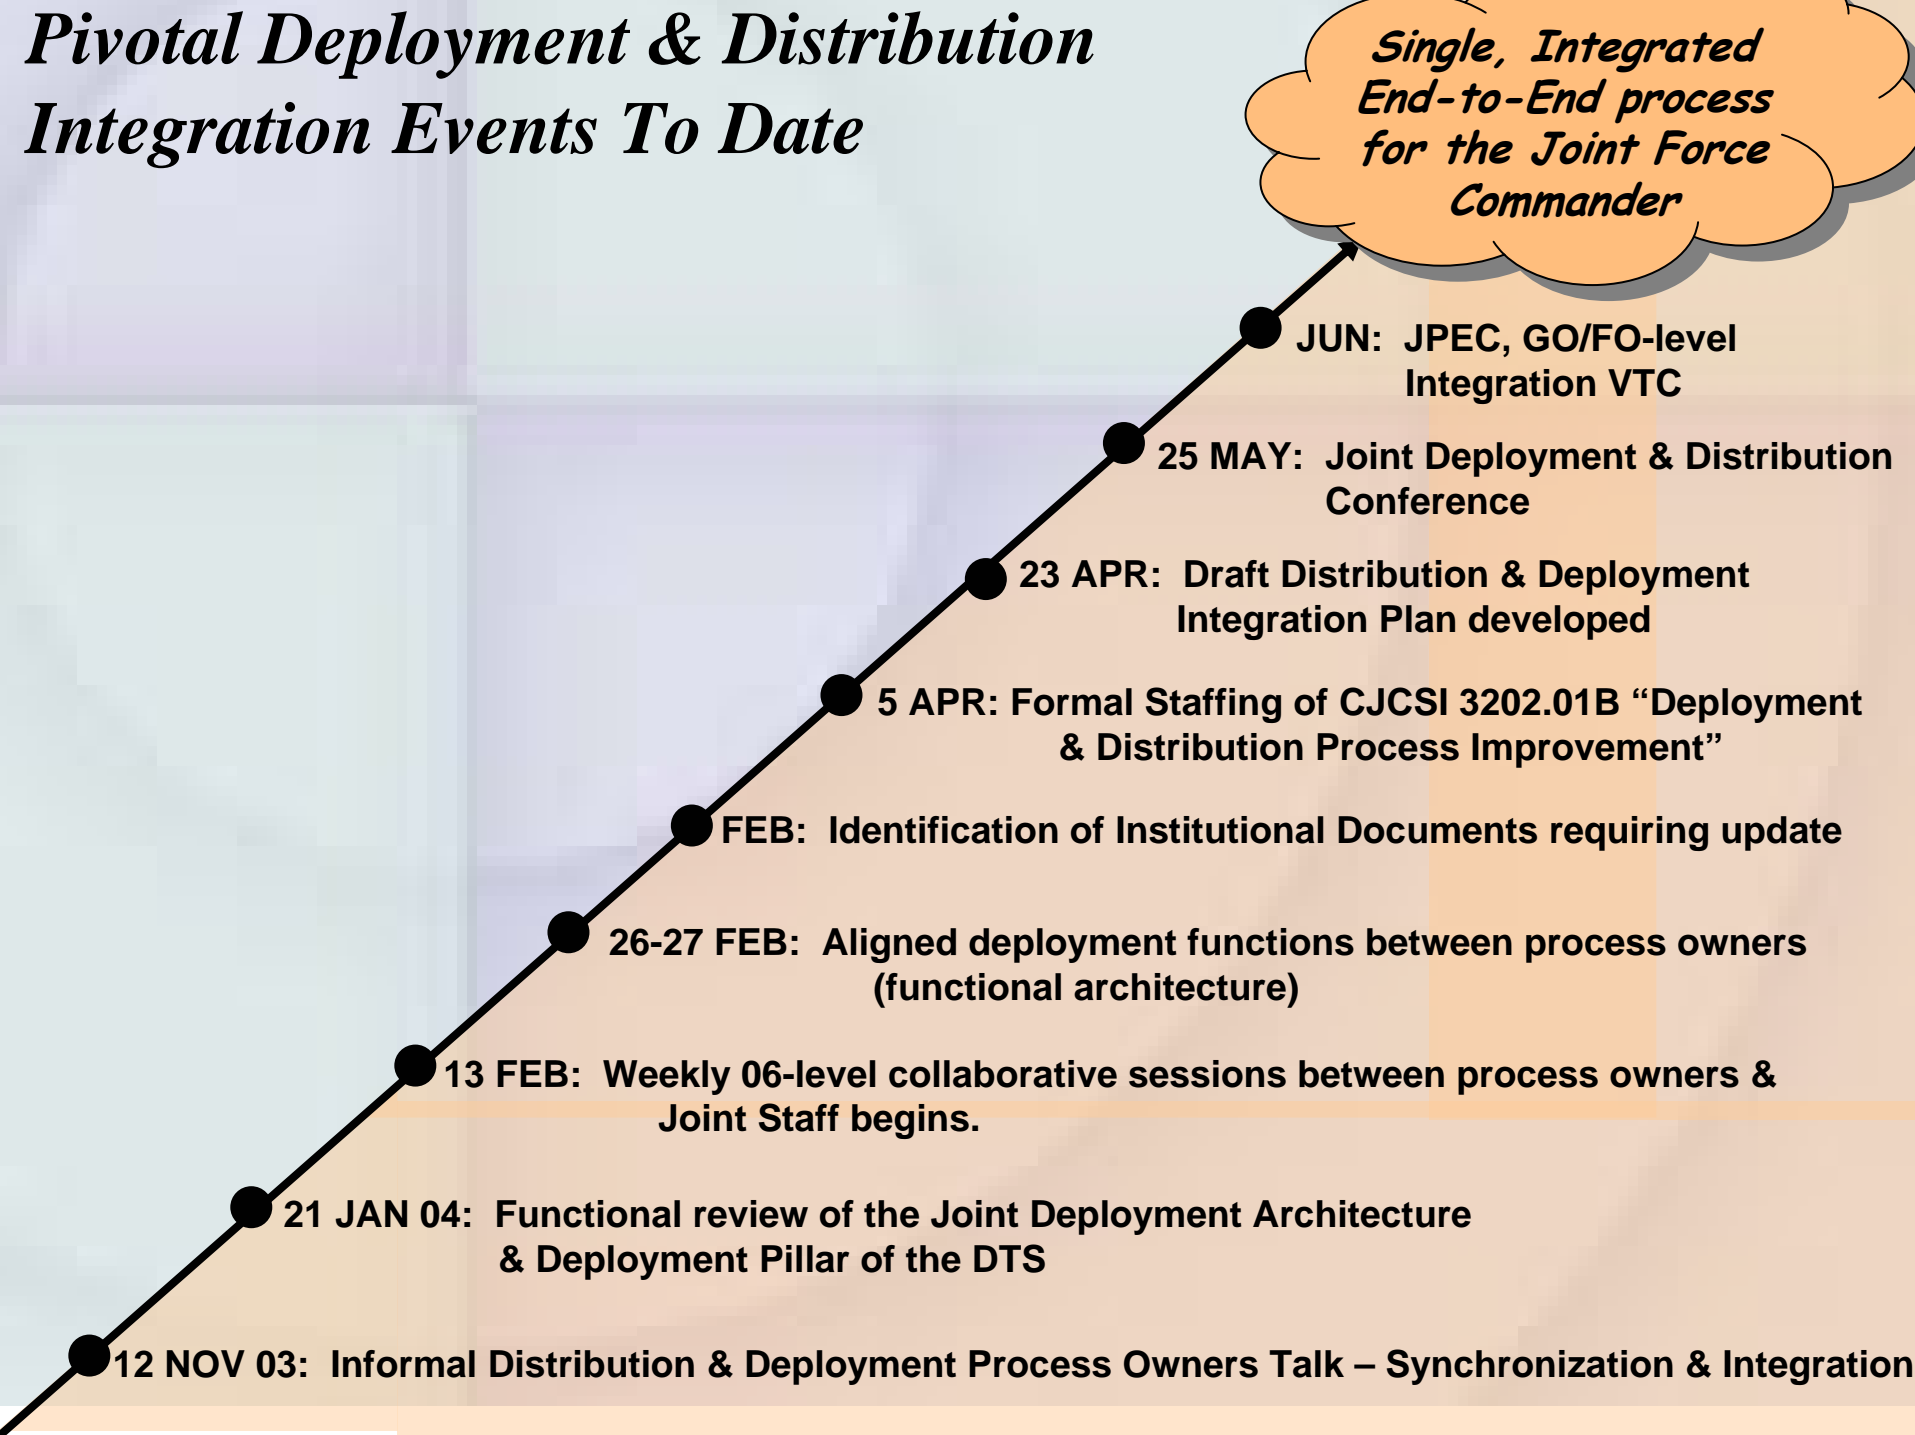 Pivotal Deployment & Distribution
Integration Events To Date
Single, Integrated
End-to-End process
for the Joint Force
Commander
JUN: JPEC, GO/FO-level
Integration VTC
25 MAY: Joint Deployment & Distribution
Conference
23 APR: Draft Distribution & Deployment
Integration Plan developed
5 APR: Formal Staffing of CJCSI 3202.01B “Deployment
& Distribution Process Improvement”
FEB: Identification of Institutional Documents requiring update
26-27 FEB: Aligned deployment functions between process owners
(functional architecture)
13 FEB: Weekly 06-level collaborative sessions between process owners &
Joint Staff begins.
21 JAN 04: Functional review of the Joint Deployment Architecture
& Deployment Pillar of the DTS
12 NOV 03: Informal Distribution & Deployment Process Owners Talk – Synchronization & Integration